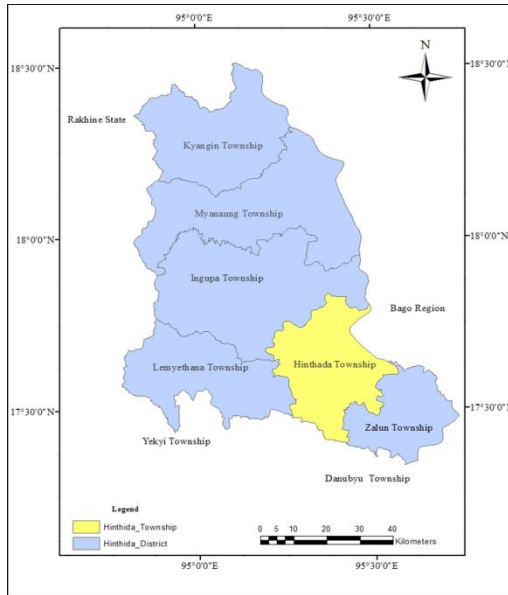 95°0'0"E 95°30'0"E
N
18°30'0"N 18°30'0"N
Rakhine State
Kyangin Township
Myanaung Township
18°0'0"N 18°0'0"N
Ingupa Township
Bago Region
Lemyethana Township
Hinthada Township
17°30'0"N 17°30'0"N
Zalun Township
Yekyi Township
Danubyu Township
Legend
Hinthida_Township
Hinthida_District
0 5 10 20 30 40
Kilometers
95°0'0"E 95°30'0"E